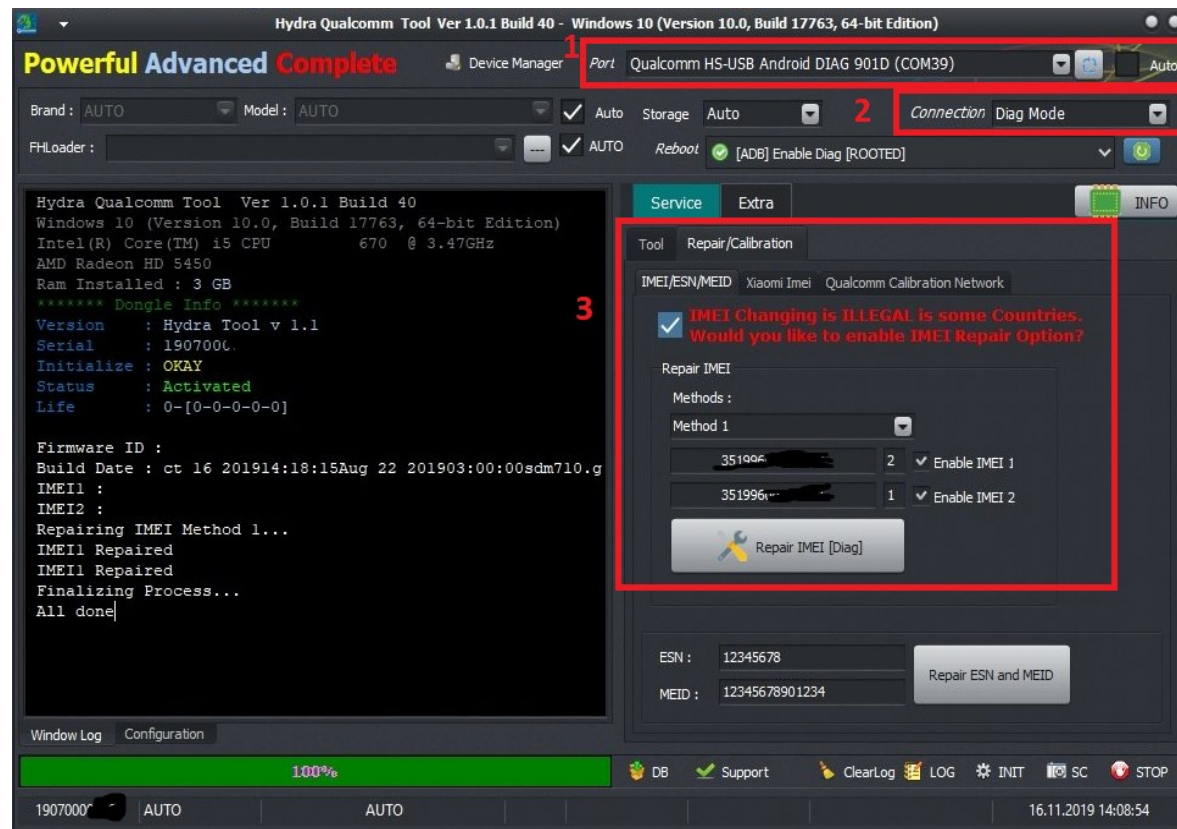 Hydra Qualcomm Tool Ver 1.0.1 Build 40 - Windows 10 (Version 10.0, Build 17763, 64-bit Edition)
Powerful Advanced Complete
Device Manager
1
Port Qualcomm HS-USB Android DIAG 901D (COM39)
Auto
Brand : AUTO Model : AUTO Auto Storage Auto
2
Connection Diag Mode
FHLoader : --- AUTO Reboot [ADB] Enable Diag [ROOTED]
Hydra Qualcomm Tool Ver 1.0.1 Build 40
Windows 10 (Version 10.0, Build 17763, 64-bit Edition)
Intel(R) Core(TM) i5 CPU 670 @ 3.47GHz
AMD Radeon HD 5450
Ram Installed : 3 GB
******* Dongle Info *******
Version : Hydra Tool v 1.1
Serial : 1907000
Initialize : OKAY
Status : Activated
Life : 0-[0-0-0-0-0]
Firmware ID :
Build Date : ct 16 201914:18:15Aug 22 201903:00:00sdm710.g
IMEI1 :
IMEI2 :
Repairing IMEI Method 1...
IMEI1 Repaired
IMEI1 Repaired
Finalizing Process...
All done
Window Log Configuration
Service Extra INFO
Tool Repair/Calibration
IMEI/ESN/MEID Xiaomi Imei Qualcomm Calibration Network
3
IMEI Changing is ILLEGAL is some Countries.
Would you like to enable IMEI Repair Option?
Repair IMEI
Methods :
Method 1
351996 2 Enable IMEI 1
351996 1 Enable IMEI 2
Repair IMEI [Diag]
ESN : 12345678
MEID : 12345678901234
Repair ESN and MEID
100%
DB Support ClearLog LOG INIT SC STOP
1907000 AUTO AUTO 16.11.2019 14:08:54